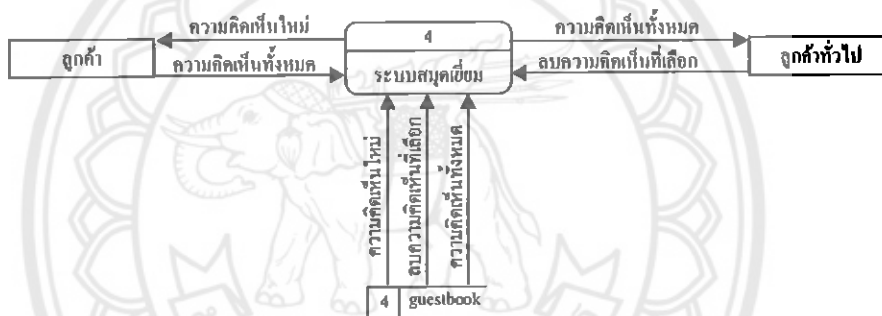 ความคิดเห็นใหม่
4
ความคิดเห็นทั้งหมด
ลูกค้า
ความคิดเห็นทั้งหมด
ระบบสมุดเยี่ยม
ลบความคิดเห็นที่เลือก
ลูกค้าทั่วไป
ความคิดเห็นใหม่
ลบความคิดเห็นที่เลือก
ความคิดเห็นทั้งหมด
4 guestbook